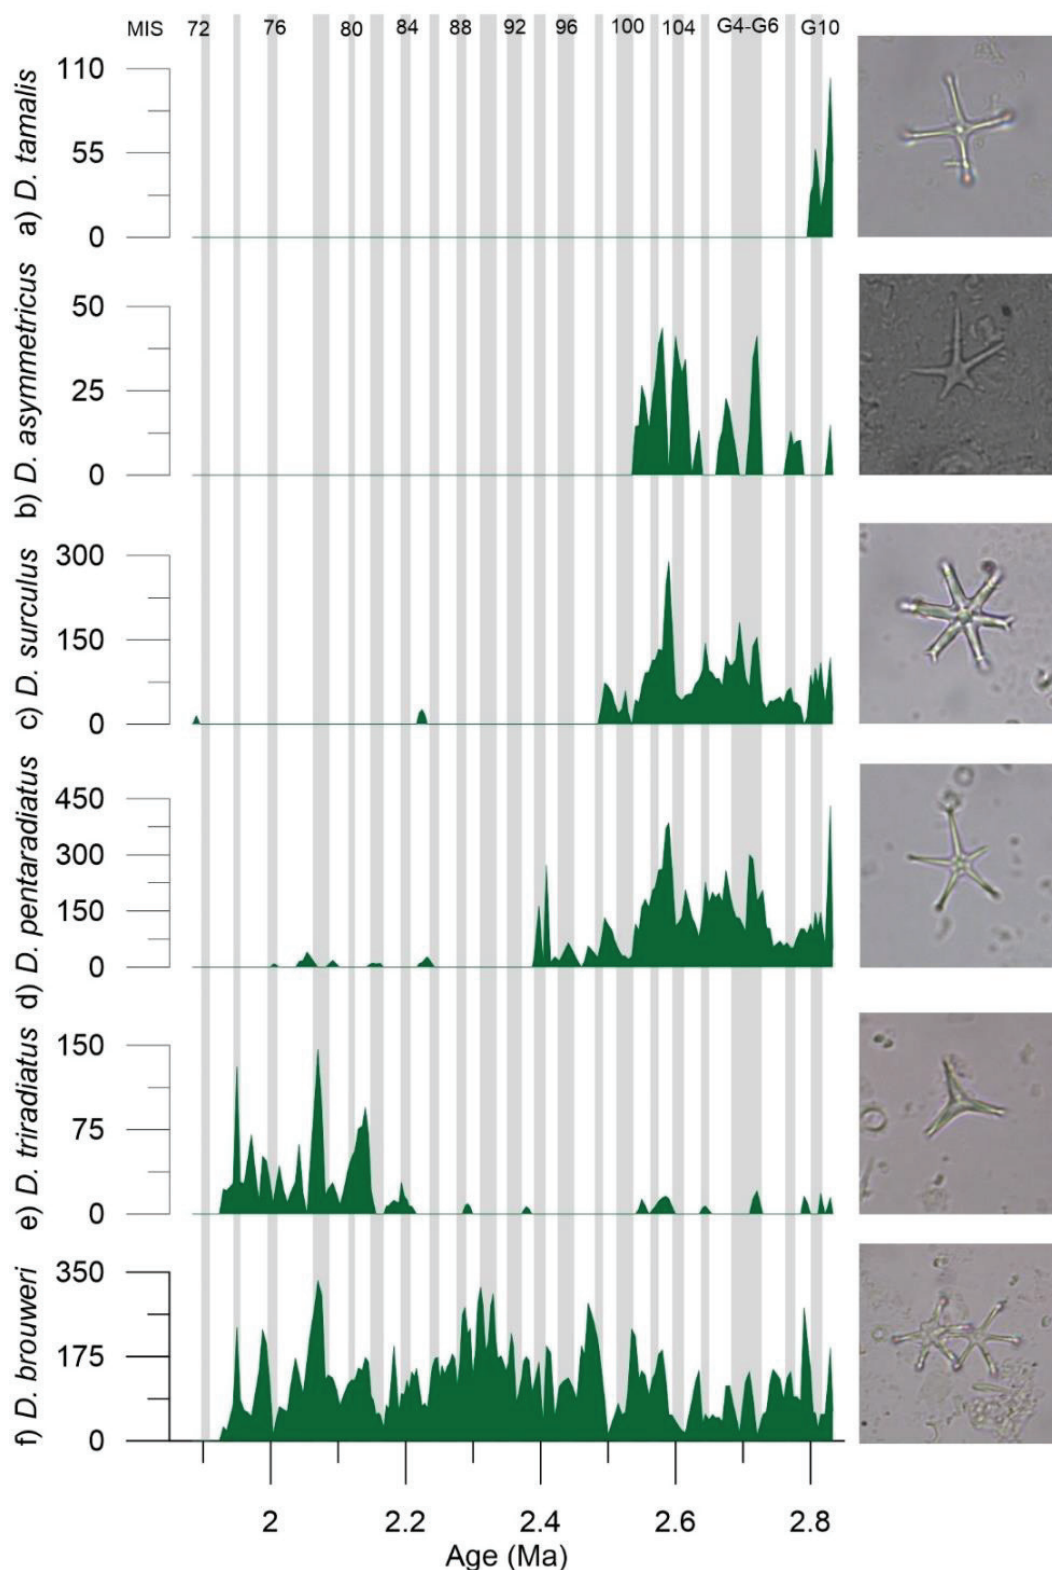 MIS 72 76 80 84 88 92 96 100 104 G4-G6 G10
110
55
0
a) D. tamalis
50
25
0
b) D. asymmetricus
300
150
0
c) D. surculus
450
300
150
0
d) D. pentaradiatus
150
75
0
e) D. triradiatus
350
175
0
f) D. brouweri
2 2.2 2.4 2.6 2.8
Age (Ma)